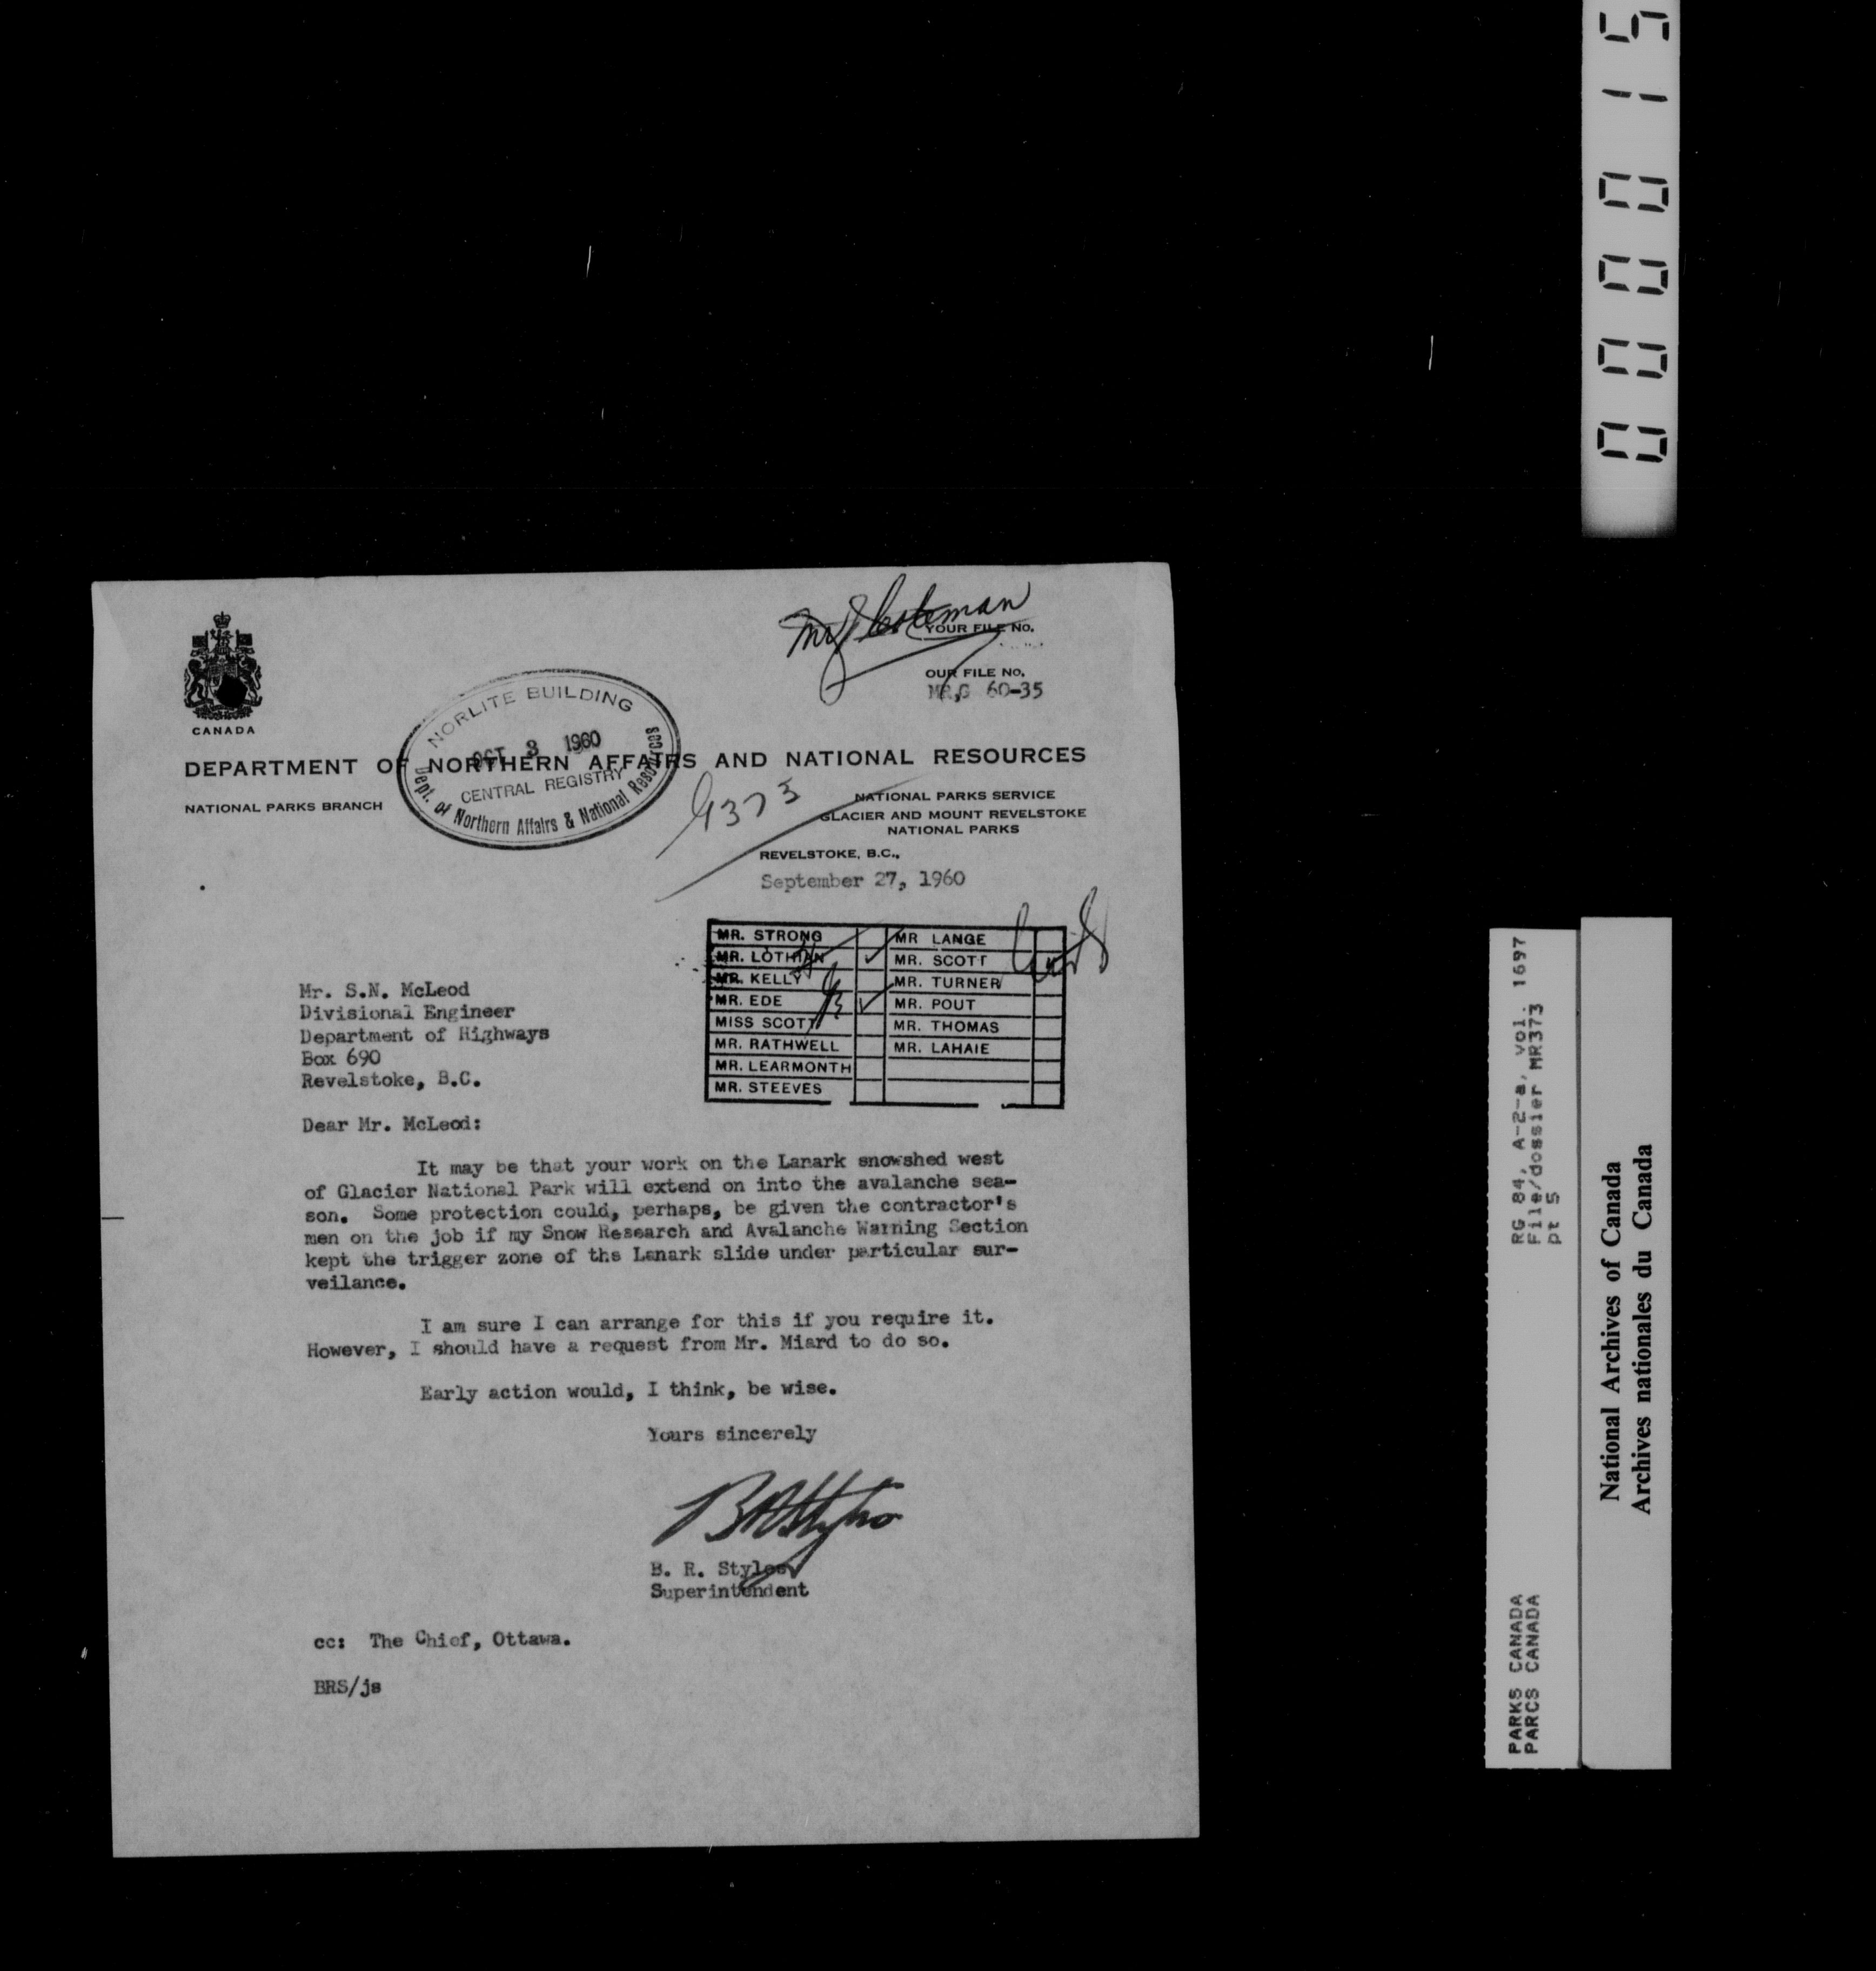 000015
YOUR FILE NO.
OUR FILE NO.
MR,G 60-35
CANADA
NORLITE BUILDING
OCT 3 1960
CENTRAL REGISTRY
Dept. of Northern Affairs & National Resources
DEPARTMENT OF NORTHERN AFFAIRS AND NATIONAL RESOURCES
NATIONAL PARKS BRANCH
G373
NATIONAL PARKS SERVICE
GLACIER AND MOUNT REVELSTOKE
NATIONAL PARKS
REVELSTOKE, B.C.,
September 27, 1960
MR. STRONG MR LANGE
MR. LOTHIAN MR. SCOTT
MR. KELLY MR. TURNER
MR. EDE MR. POUT
MISS SCOTT MR. THOMAS
MR. RATHWELL MR. LAHAIE
MR. LEARMONTH
MR. STEEVES
Mr. S.N. McLeod
Divisional Engineer
Department of Highways
Box 690
Revelstoke, B.C.
Dear Mr. McLeod:
It may be that your work on the Lanark snowshed west
of Glacier National Park will extend on into the avalanche sea-
son. Some protection could, perhaps, be given the contractor's
men on the job if my Snow Research and Avalanche Warning Section
kept the trigger zone of the Lanark slide under particular sur-
veilance.
I am sure I can arrange for this if you require it.
However, I should have a request from Mr. Miard to do so.
Early action would, I think, be wise.
Yours sincerely
B. R. Styles
Superintendent
cc: The Chief, Ottawa.
BRS/js
RG 84, A-2-a, vol. 1697
File/dossier MR373
pt 5
PARKS CANADA
PARCS CANADA
National Archives of Canada
Archives nationales du Canada